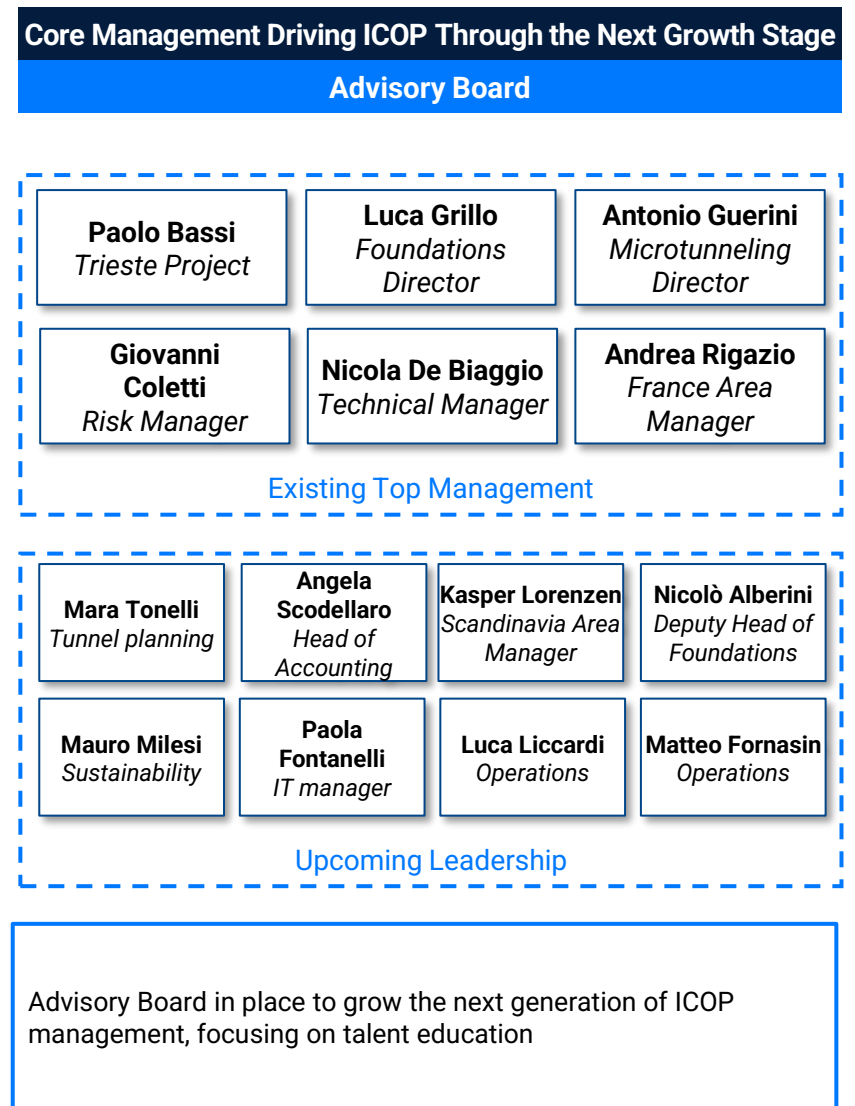 Core Management Driving ICOP Through the Next Growth Stage
Advisory Board
Paolo Bassi
Trieste Project
Luca Grillo
Foundations
Director
Antonio Guerini
Microtunneling
Director
Giovanni
Coletti
Risk Manager
Nicola De Biaggio
Technical Manager
Andrea Rigazio
France Area
Manager
Existing Top Management
Mara Tonelli
Tunnel planning
Angela
Scodellaro
Head of
Accounting
Kasper Lorenzen
Scandinavia Area
Manager
Nicolò Alberini
Deputy Head of
Foundations
Mauro Milesi
Sustainability
Paola
Fontanelli
IT manager
Luca Liccardi
Operations
Matteo Fornasin
Operations
Upcoming Leadership
Advisory Board in place to grow the next generation of ICOP
management, focusing on talent education